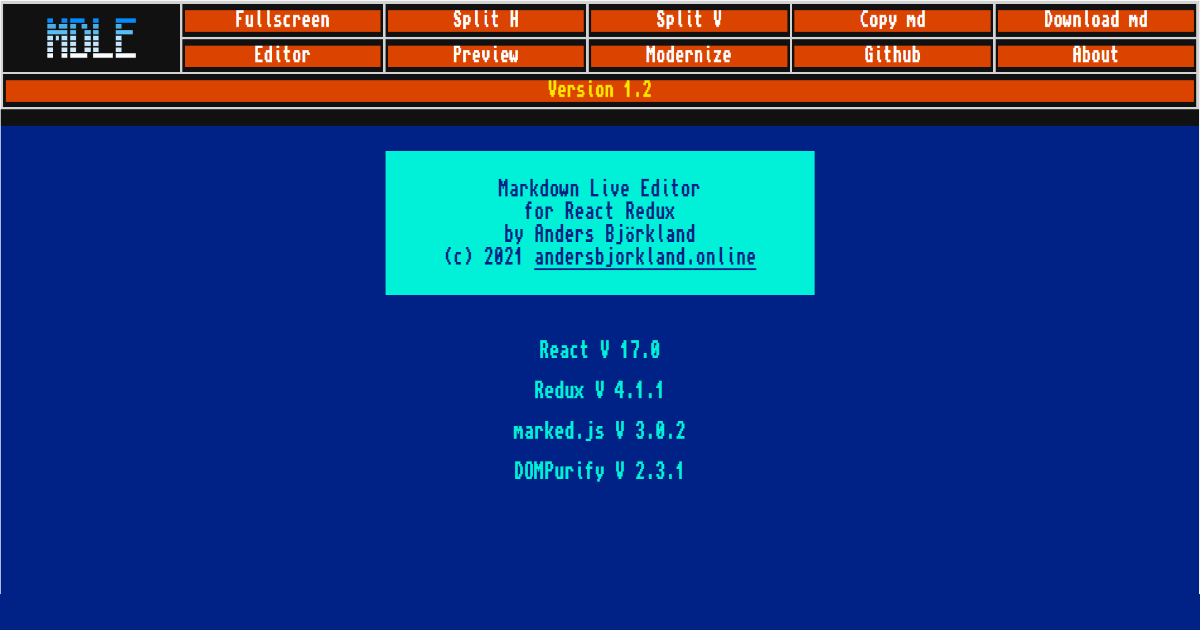 MDLE
Fullscreen
Split H
Split V
Copy md
Download md
Editor
Preview
Modernize
Github
About
Version 1.2
Markdown Live Editor
for React Redux
by Anders Björkland
(c) 2021 andersbjorkland.online
React V 17.0
Redux V 4.1.1
marked.js V 3.0.2
DOMPurify V 2.3.1